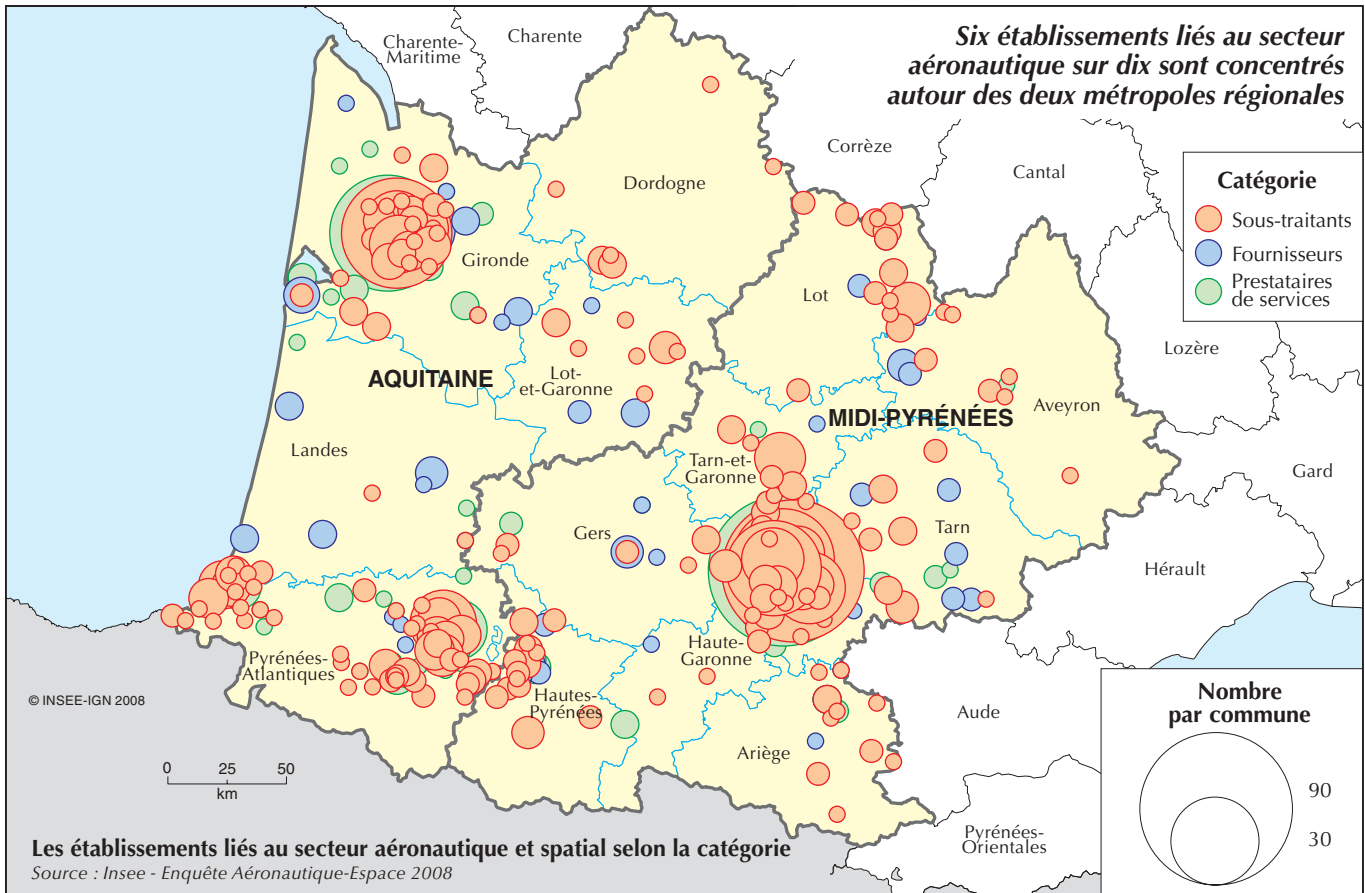 Six établissements liés au secteur
aéronautique sur dix sont concentrés
autour des deux métropoles régionales
Charente-
Maritime
Charente
Corrèze
Cantal
Dordogne
Catégorie
Sous-traitants
Fournisseurs
Prestataires
de services
Gironde
Lot
Lozère
AQUITAINE
Lot-
et-Garonne
MIDI-PYRÉNÉES
Aveyron
Landes
Tarn-et-
Garonne
Gard
Gers
Tarn
Hérault
Pyrénées-
Atlantiques
Haute-
Garonne
Hautes-
Pyrénées
Ariège
Aude
© INSEE-IGN 2008
0 25 50
km
Nombre
par commune
90
30
Pyrénées-
Orientales
Les établissements liés au secteur aéronautique et spatial selon la catégorie
Source : Insee - Enquête Aéronautique-Espace 2008